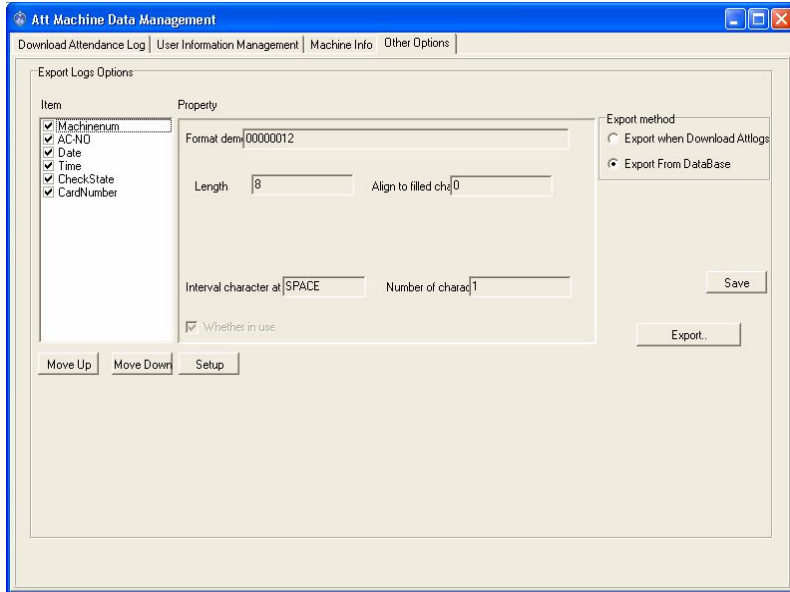 Att Machine Data Management
Download Attendance Log User Information Management Machine Info Other Options
Export Logs Options
Item Property
Machinenum
AC-NO
Date
Time
CheckState
CardNumber
Format dem 00000012
Length 8 Align to filled cha 0
Interval character at SPACE Number of charac 1
Whether in use
Export method
Export when Download Attlogs
Export From DataBase
Save
Export..
Move Up Move Down Setup